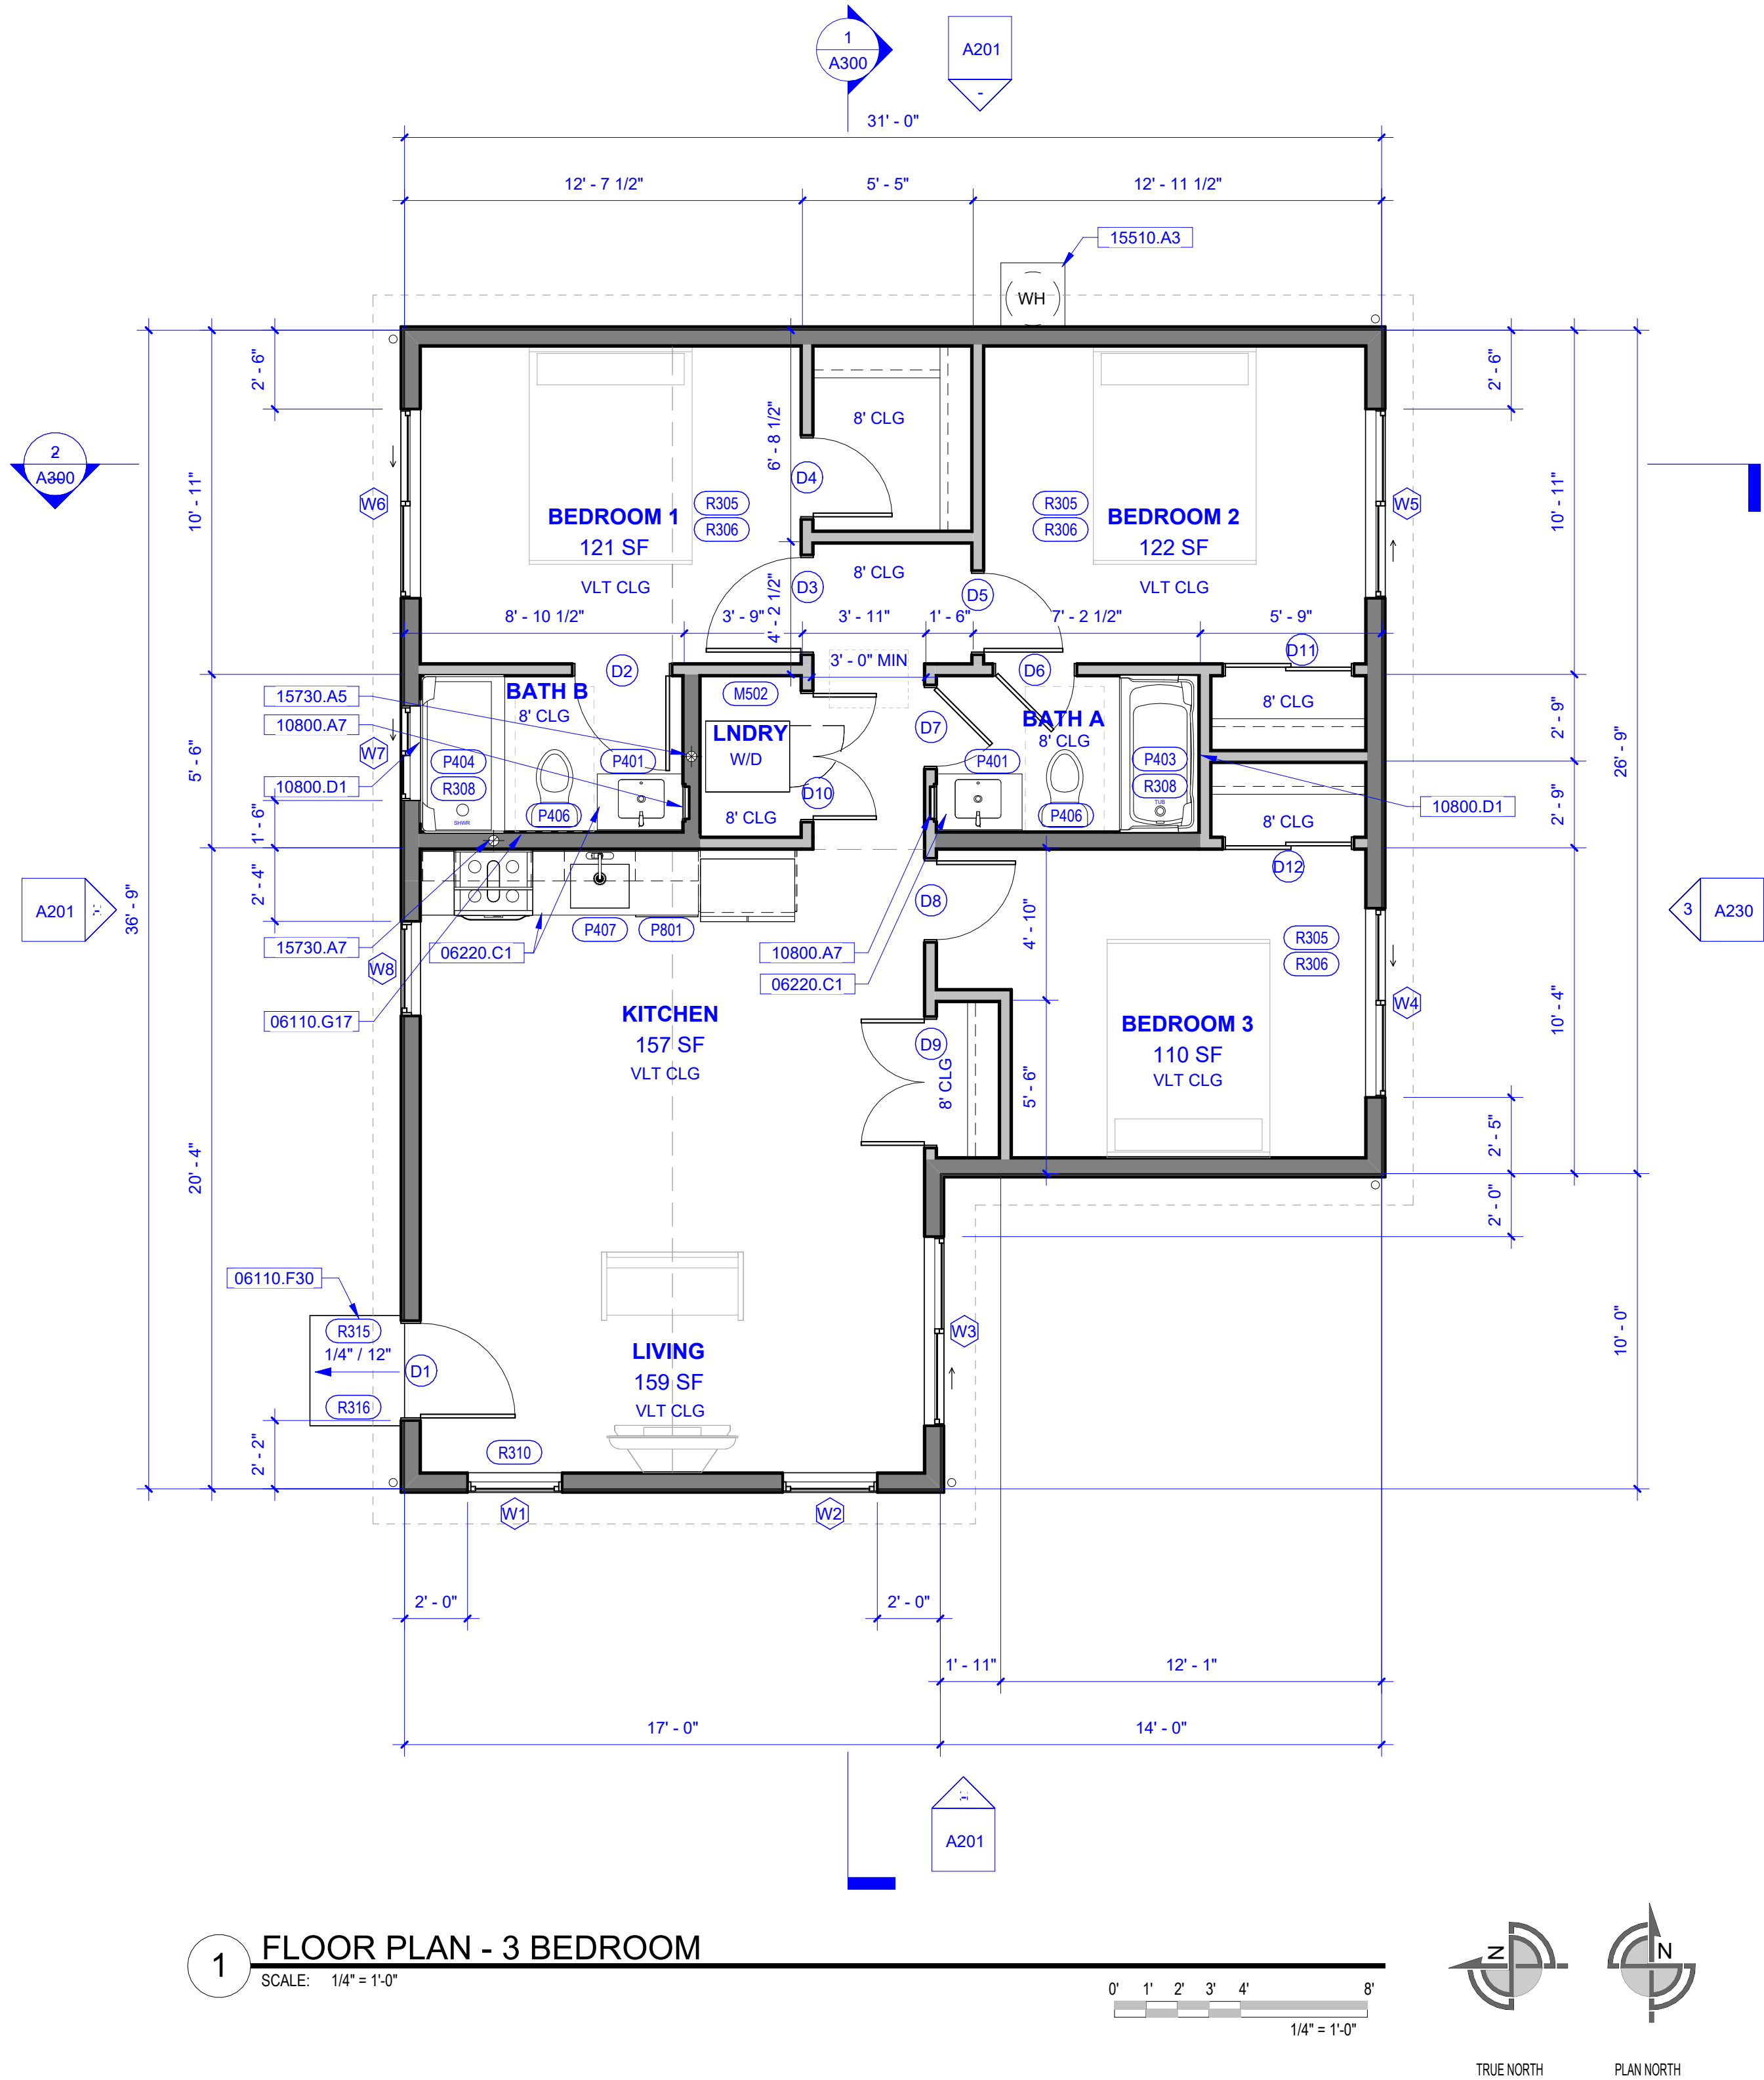 1
A300
A201
-
31' - 0"
12' - 7 1/2"
5' - 5"
12' - 11 1/2"
15510.A3
WH
2' - 6"
2' - 6"
2
A300
10' - 11"
W6
6' - 8 1/2"
8' CLG
D4
R305
R306
BEDROOM 1
121 SF
VLT CLG
R305
R306
BEDROOM 2
122 SF
VLT CLG
W5
10' - 11"
8' CLG
D3
D5
4' - 2 1/2"
8' - 10 1/2"
3' - 9"
3' - 11"
1' - 6"
7' - 2 1/2"
5' - 9"
D2
3' - 0" MIN
D6
D11
15730.A5
10800.A7
10800.D1
BATH B
8' CLG
M502
LNDRY
W/D
8' CLG
D10
D7
BATH A
8' CLG
8' CLG
2' - 9"
26' - 9"
5' - 6"
W7
P404
R308
SHWR
P401
P406
P401
P406
P403
R308
TUB
10800.D1
8' CLG
2' - 9"
1' - 6"
2' - 4"
D12
A201
36' - 9"
15730.A7
W8
06110.G17
P407
P801
06220.C1
10800.A7
06220.C1
D8
4' - 10"
R305
R306
3
A230
W4
10' - 4"
KITCHEN
157 SF
VLT CLG
BEDROOM 3
110 SF
VLT CLG
D9
8' CLG
5' - 6"
2' - 5"
2' - 0"
20' - 4"
06110.F30
R315
1/4" / 12"
D1
R316
W3
10' - 0"
LIVING
159 SF
VLT CLG
R310
2' - 2"
W1
W2
2' - 0"
2' - 0"
1' - 11"
12' - 1"
17' - 0"
14' - 0"
A201
1
FLOOR PLAN - 3 BEDROOM
SCALE: 1/4" = 1'-0"
0' 1' 2' 3' 4' 8'
1/4" = 1'-0"
N
N
TRUE NORTH
PLAN NORTH